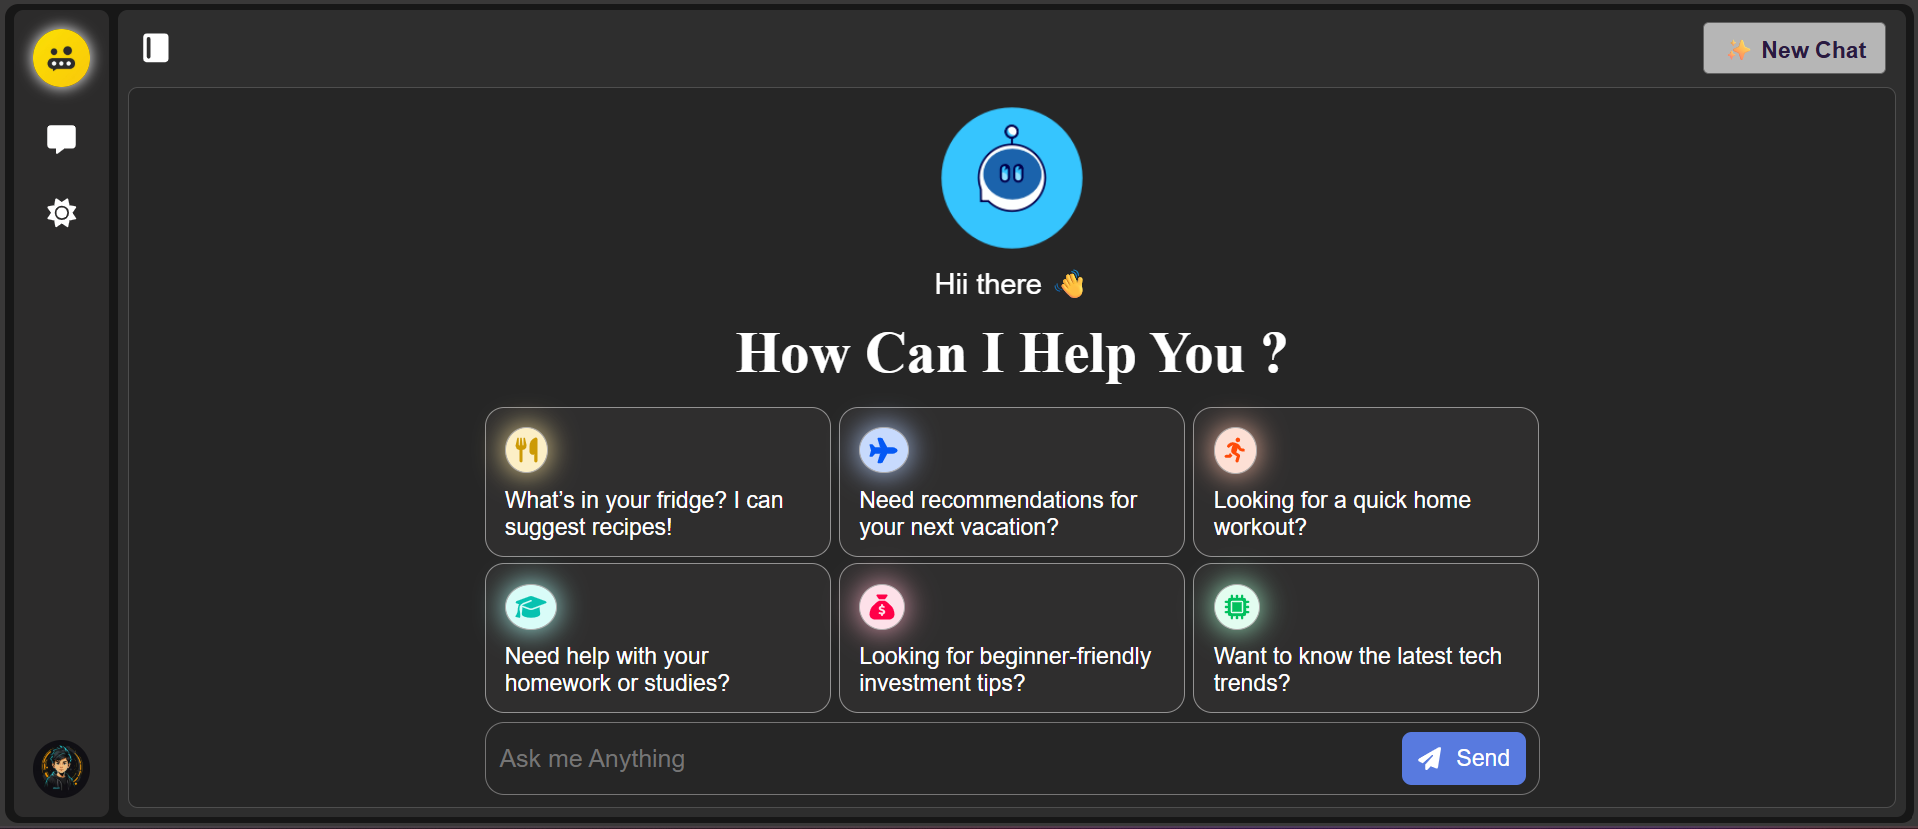 New Chat
Hii there
How Can I Help You ?
What’s in your fridge? I can
suggest recipes!
Need recommendations for
your next vacation?
Looking for a quick home
workout?
Need help with your
homework or studies?
Looking for beginner-friendly
investment tips?
Want to know the latest tech
trends?
Ask me Anything
Send